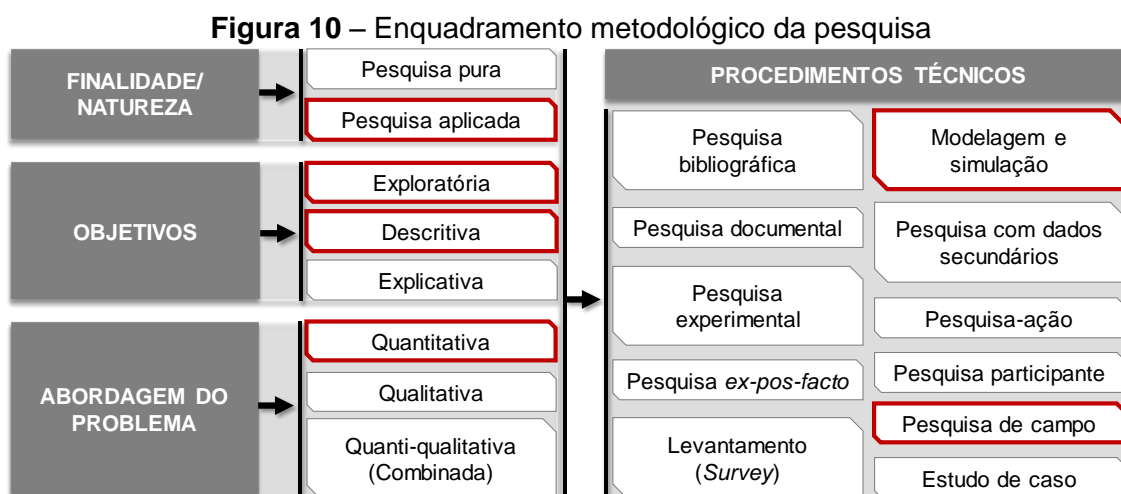 Figura 10 – Enquadramento metodológico da pesquisa
FINALIDADE/
NATUREZA
Pesquisa pura
Pesquisa aplicada
OBJETIVOS
Exploratória
Descritiva
Explicativa
ABORDAGEM DO
PROBLEMA
Quantitativa
Qualitativa
Quanti-qualitativa
(Combinada)
PROCEDIMENTOS TÉCNICOS
Pesquisa
bibliográfica
Pesquisa documental
Pesquisa
experimental
Pesquisa ex-pos-facto
Levantamento
(Survey)
Modelagem e
simulação
Pesquisa com dados
secundários
Pesquisa-ação
Pesquisa participante
Pesquisa de campo
Estudo de caso